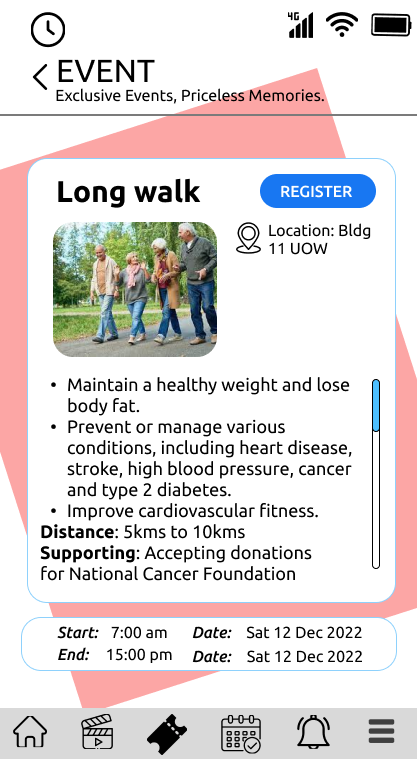 4G
EVENT
Exclusive Events, Priceless Memories.
Long walk
REGISTER
Location: Bldg
11 UOW
• Maintain a healthy weight and lose
body fat.
• Prevent or manage various
conditions, including heart disease,
stroke, high blood pressure, cancer
and type 2 diabetes.
• Improve cardiovascular fitness.
Distance: 5kms to 10kms
Supporting: Accepting donations
for National Cancer Foundation
Start: 7:00 am Date: Sat 12 Dec 2022
End: 15:00 pm Date: Sat 12 Dec 2022